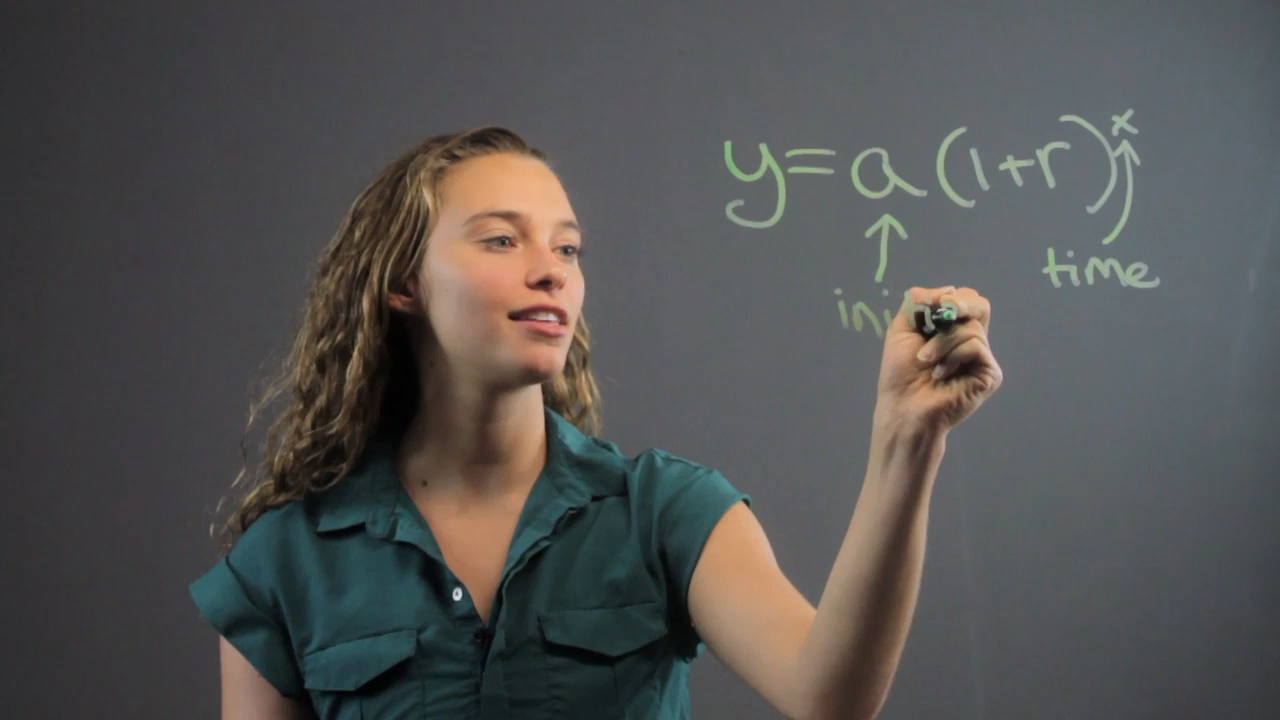 y = a (1+r)^x
time